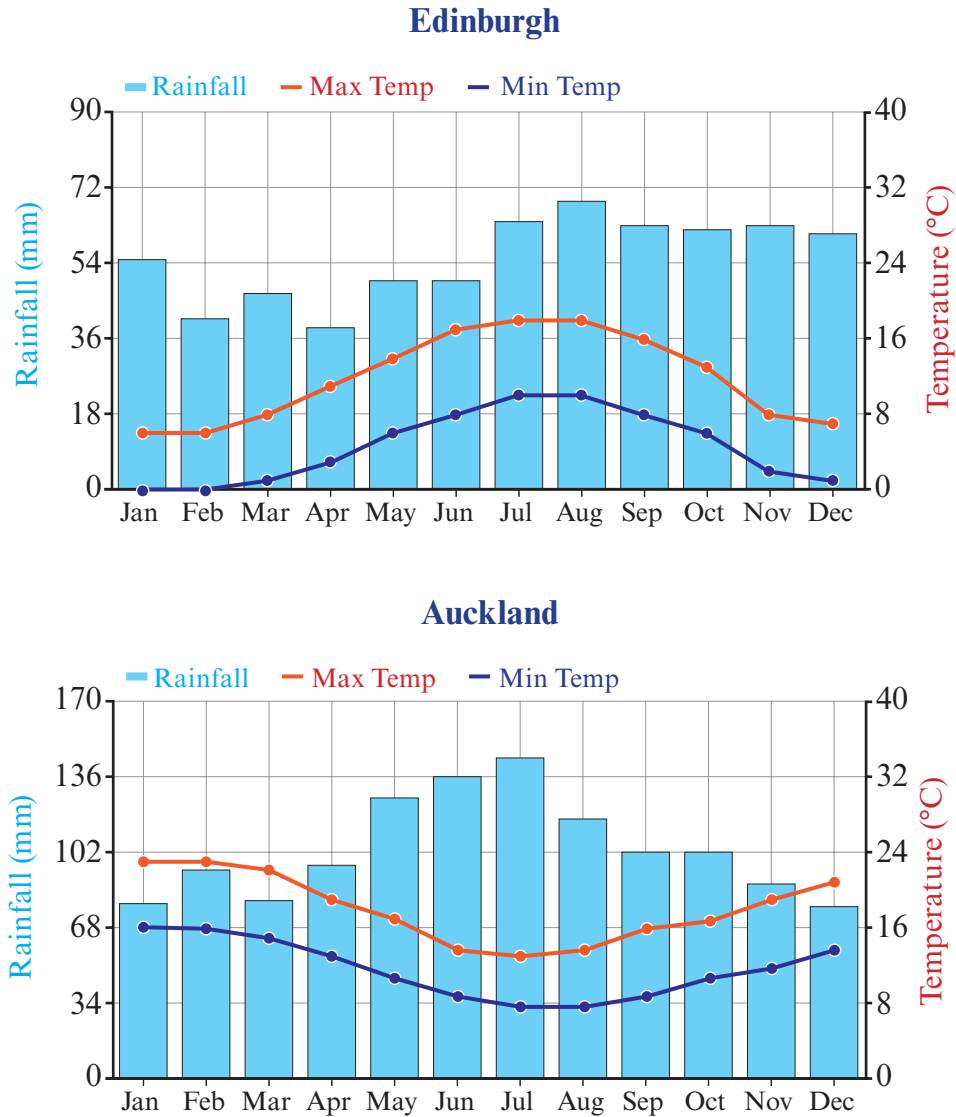 Edinburgh
Rainfall Max Temp Min Temp
90 40
72 32
54 24
36 16
18 8
0 0
Rainfall (mm)
Temperature (°C)
Jan Feb Mar Apr May Jun Jul Aug Sep Oct Nov Dec
Auckland
Rainfall Max Temp Min Temp
170 40
136 32
102 24
68 16
34 8
0 0
Rainfall (mm)
Temperature (°C)
Jan Feb Mar Apr May Jun Jul Aug Sep Oct Nov Dec